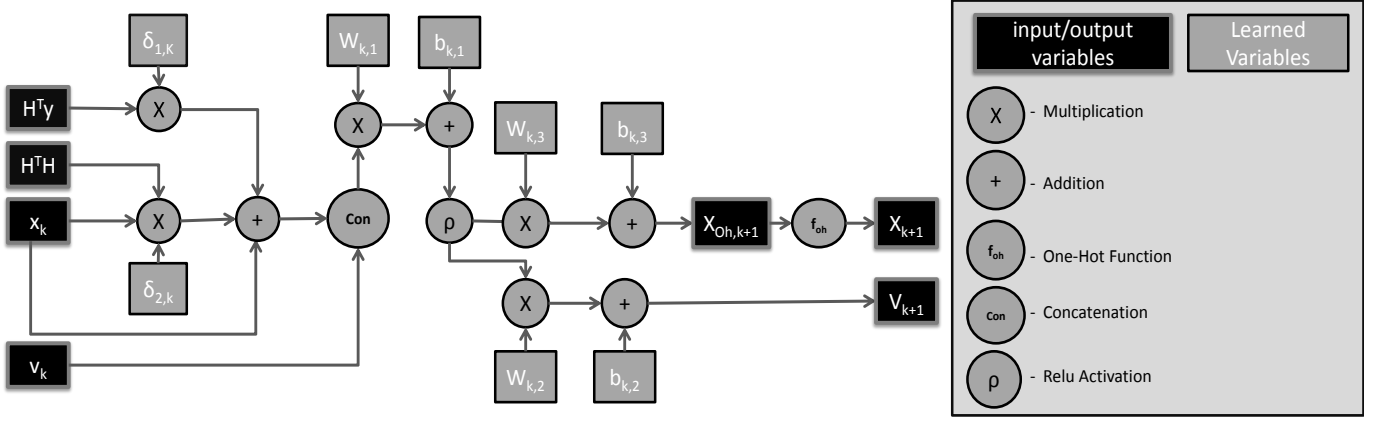 δ1,K
Wk,1
bk,1
HTy
X
X
+
Wk,3
bk,3
HTH
xk
X
+
Con
ρ
X
+
XOh,k+1
foh
Xk+1
δ2,k
X
+
Vk+1
vk
Wk,2
bk,2
input/output
variables
Learned
Variables
X - Multiplication
+ - Addition
foh - One-Hot Function
Con - Concatenation
ρ - Relu Activation